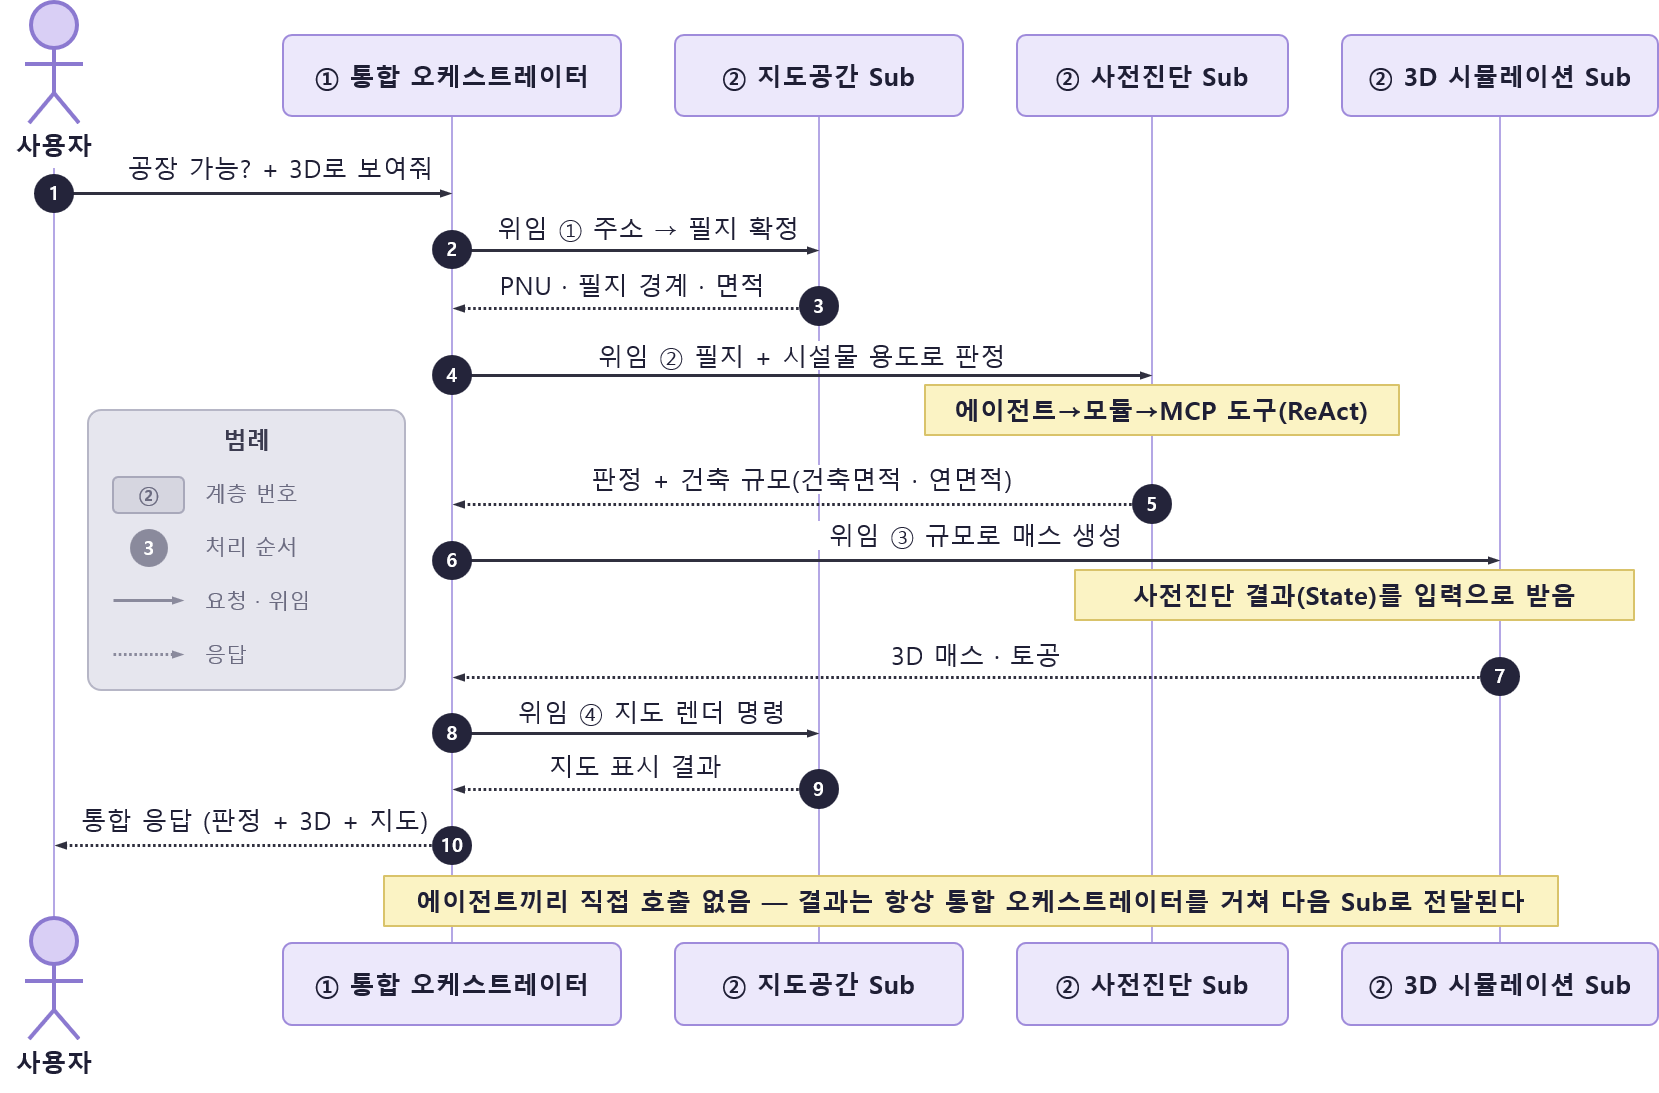 ① 통합 오케스트레이터
② 지도공간 Sub
② 사전진단 Sub
② 3D 시뮬레이션 Sub
사용자
공장 가능? + 3D로 보여줘
1
위임 ① 주소 → 필지 확정
2
PNU · 필지 경계 · 면적
3
위임 ② 필지 + 시설물 용도로 판정
4
에이전트→모듈→MCP 도구(ReAct)
범례
② 계층 번호
3 처리 순서
요청 · 위임
응답
판정 + 건축 규모(건축면적 · 연면적)
5
위임 ③ 규모로 매스 생성
6
사전진단 결과(State)를 입력으로 받음
3D 매스 · 토공
7
위임 ④ 지도 렌더 명령
8
지도 표시 결과
9
통합 응답 (판정 + 3D + 지도)
10
에이전트끼리 직접 호출 없음 — 결과는 항상 통합 오케스트레이터를 거쳐 다음 Sub로 전달된다
① 통합 오케스트레이터
② 지도공간 Sub
② 사전진단 Sub
② 3D 시뮬레이션 Sub
사용자